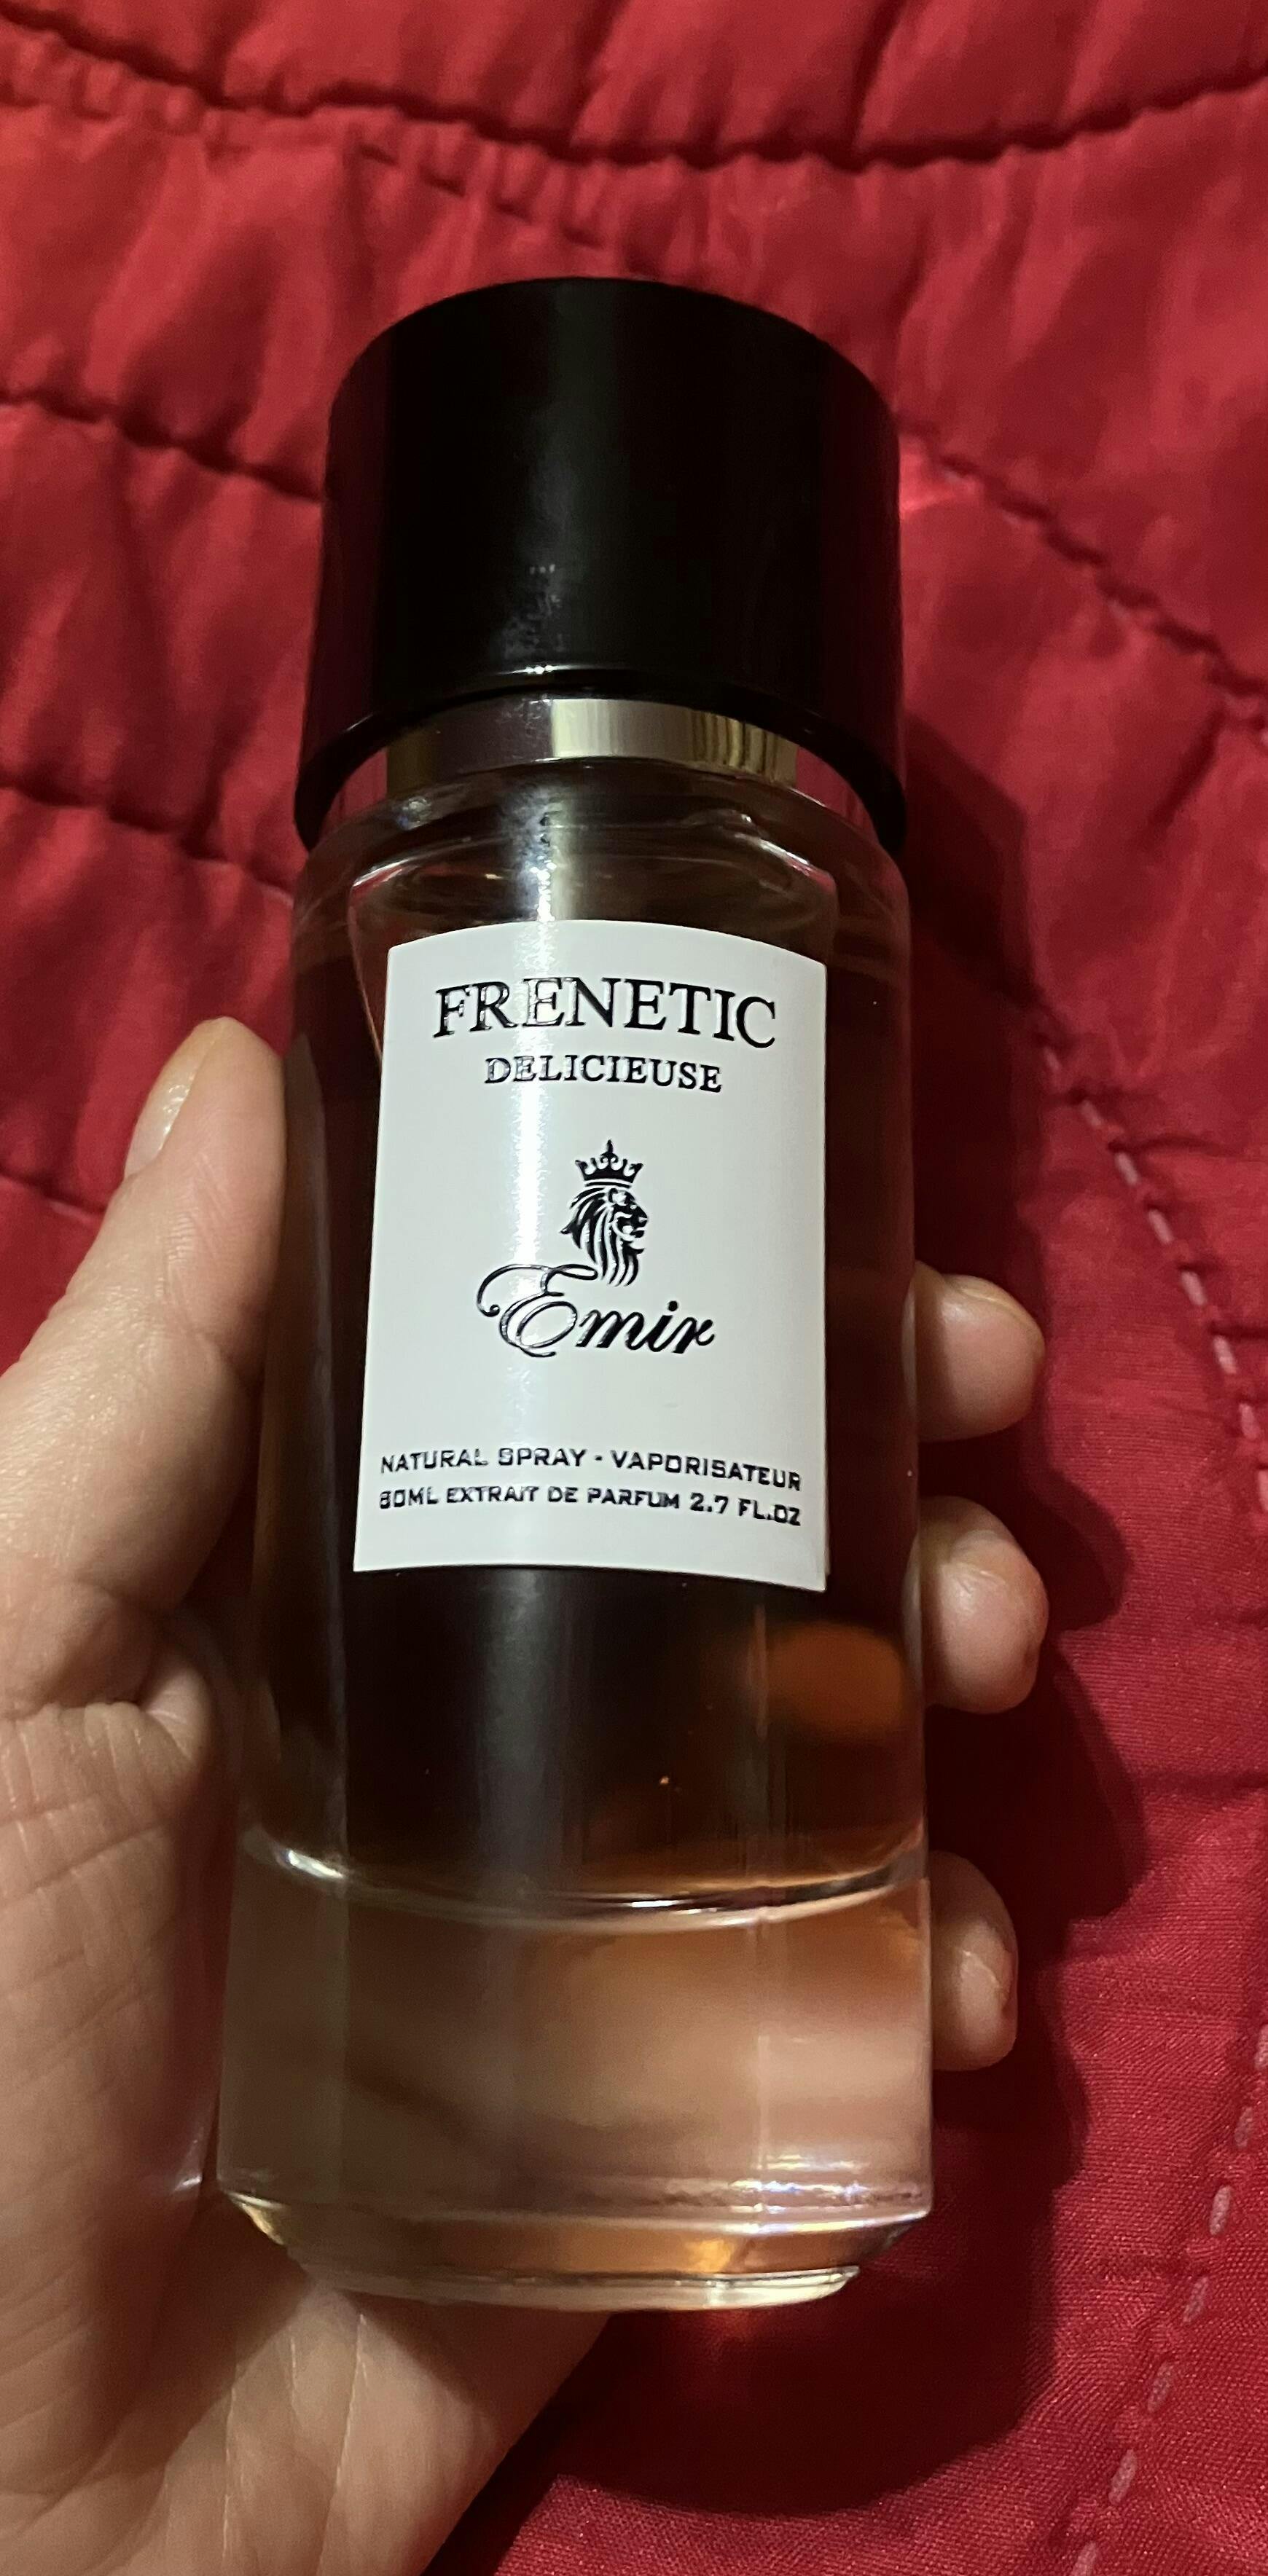 FRENETIC
DELICIEUSE
Emir
NATURAL SPRAY - VAPORISATEUR
80ML EXTRAIT DE PARFUM 2.7 FL.OZ